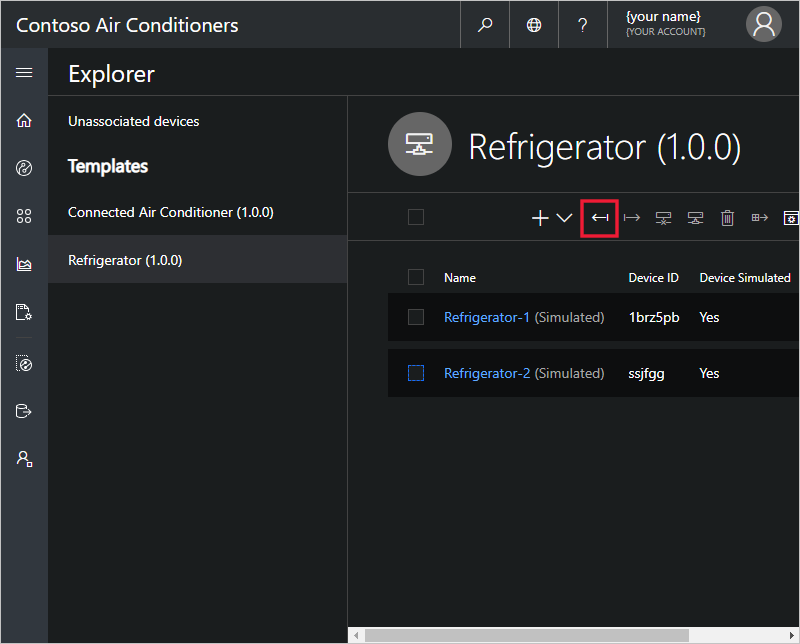 Contoso Air Conditioners
?
{your name}
{YOUR ACCOUNT}
Explorer
Unassociated devices
Templates
Connected Air Conditioner (1.0.0)
Refrigerator (1.0.0)
Refrigerator (1.0.0)
Name Device ID Device Simulated
Refrigerator-1 (Simulated) 1brz5pb Yes
Refrigerator-2 (Simulated) ssjfgg Yes